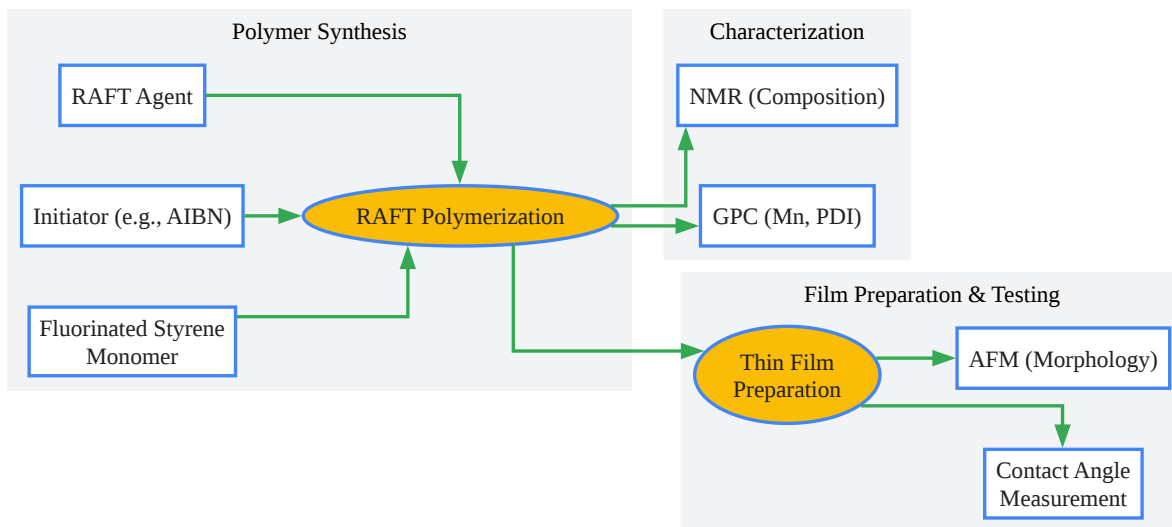 Polymer Synthesis
RAFT Agent
Initiator (e.g., AIBN)
Fluorinated Styrene
Monomer
RAFT Polymerization
Characterization
NMR (Composition)
GPC (Mn, PDI)
Film Preparation & Testing
Thin Film
Preparation
AFM (Morphology)
Contact Angle
Measurement